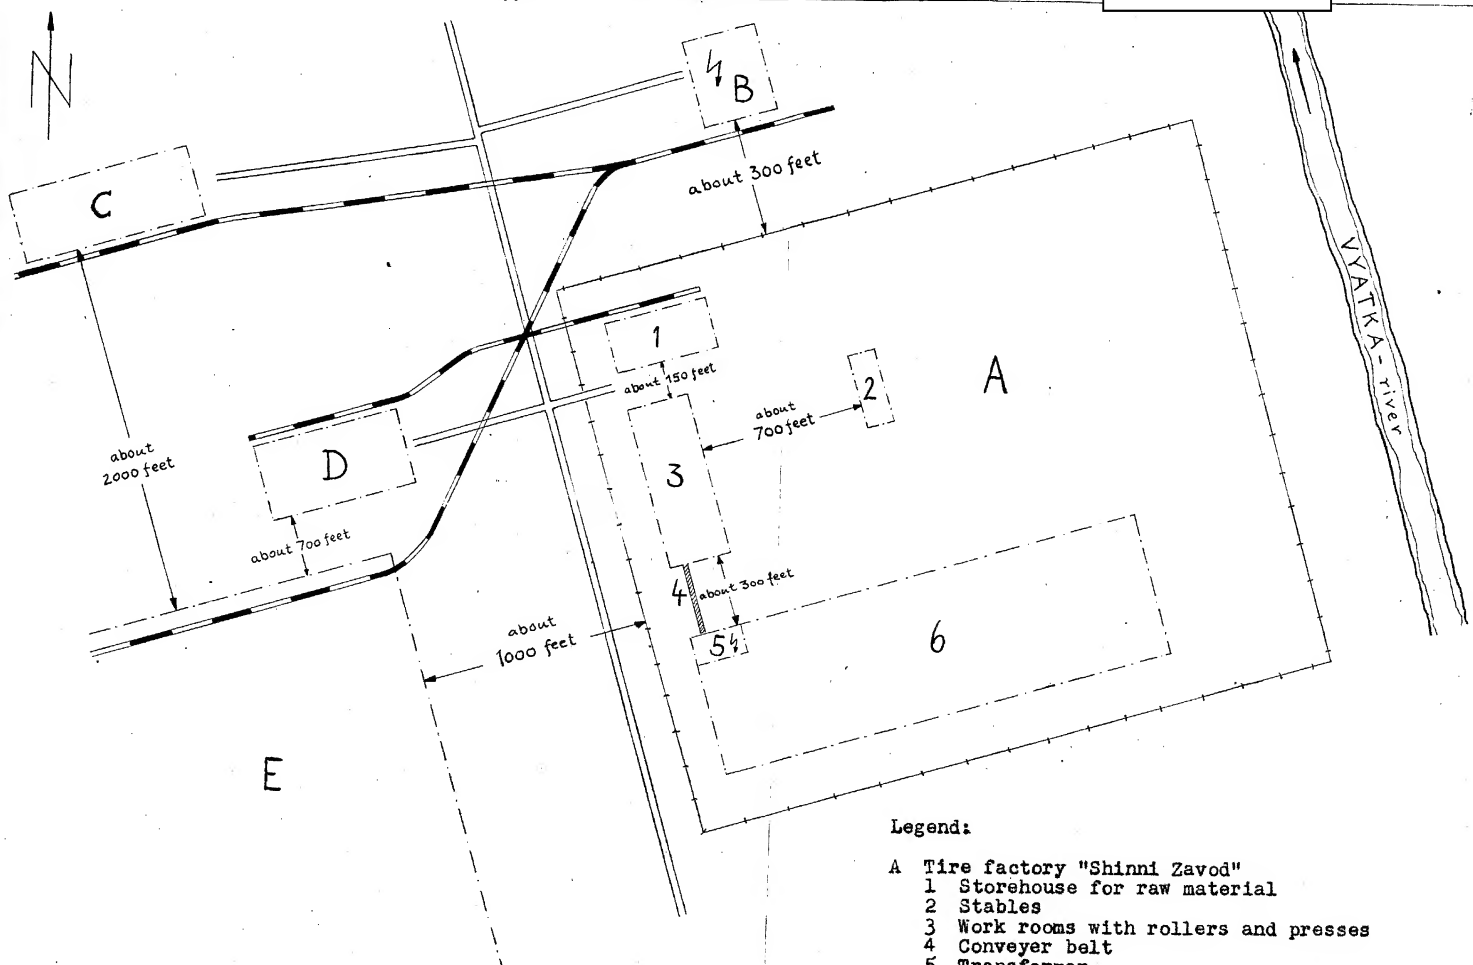 N
B
C
about 300 feet
VYATKA-river
1
about 150 feet
A
2
about
700 feet
D
3
about
2000 feet
about 700 feet
4
about 300 feet
about
1000 feet
5
6
E
Legend:
A Tire factory "Shinni Zavod"
1 Storehouse for raw material
2 Stables
3 Work rooms with rollers and presses
4 Conveyer belt
5 Transformer